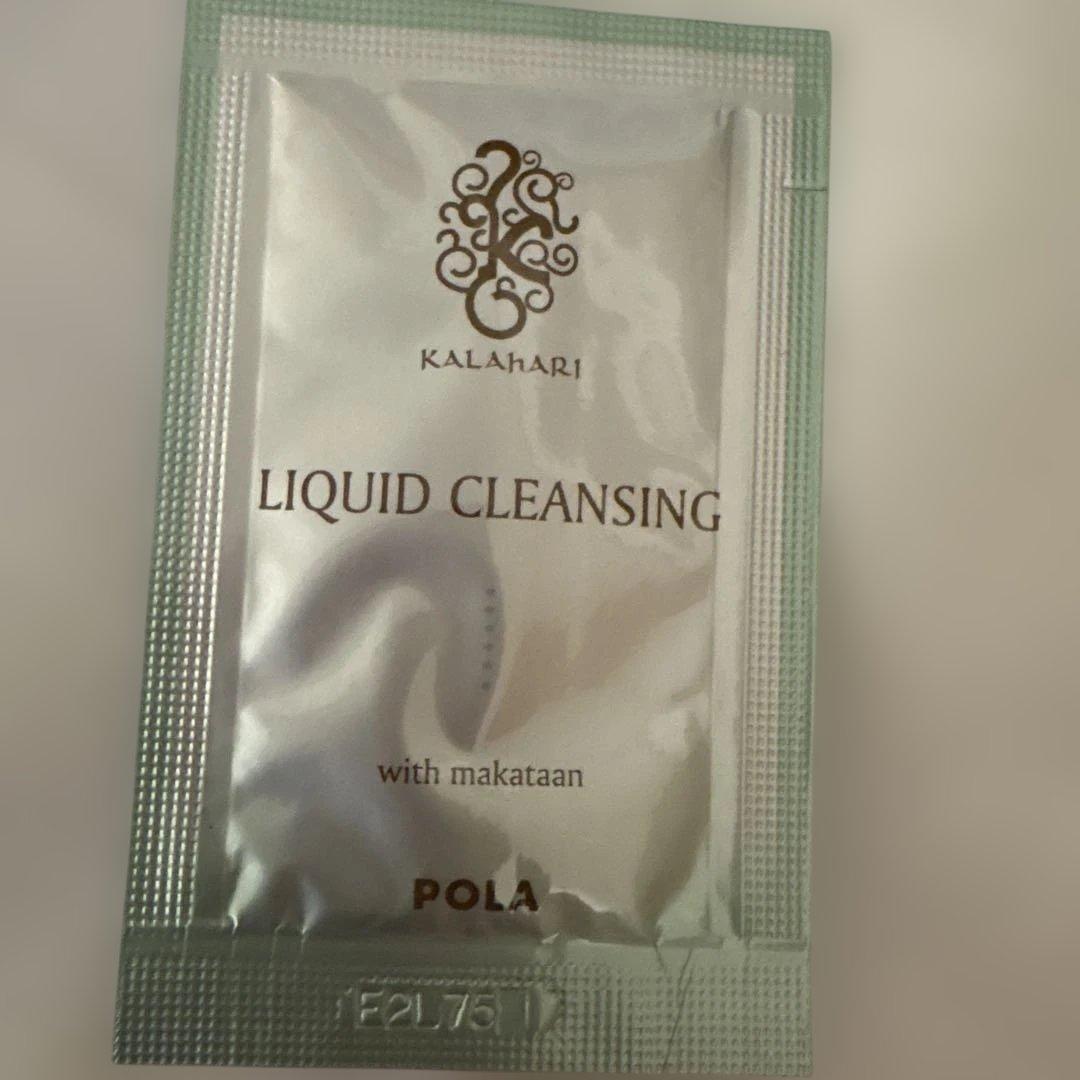 KALAhARI
LIQUID CLEANSING
with makataan
POLA
E2L75